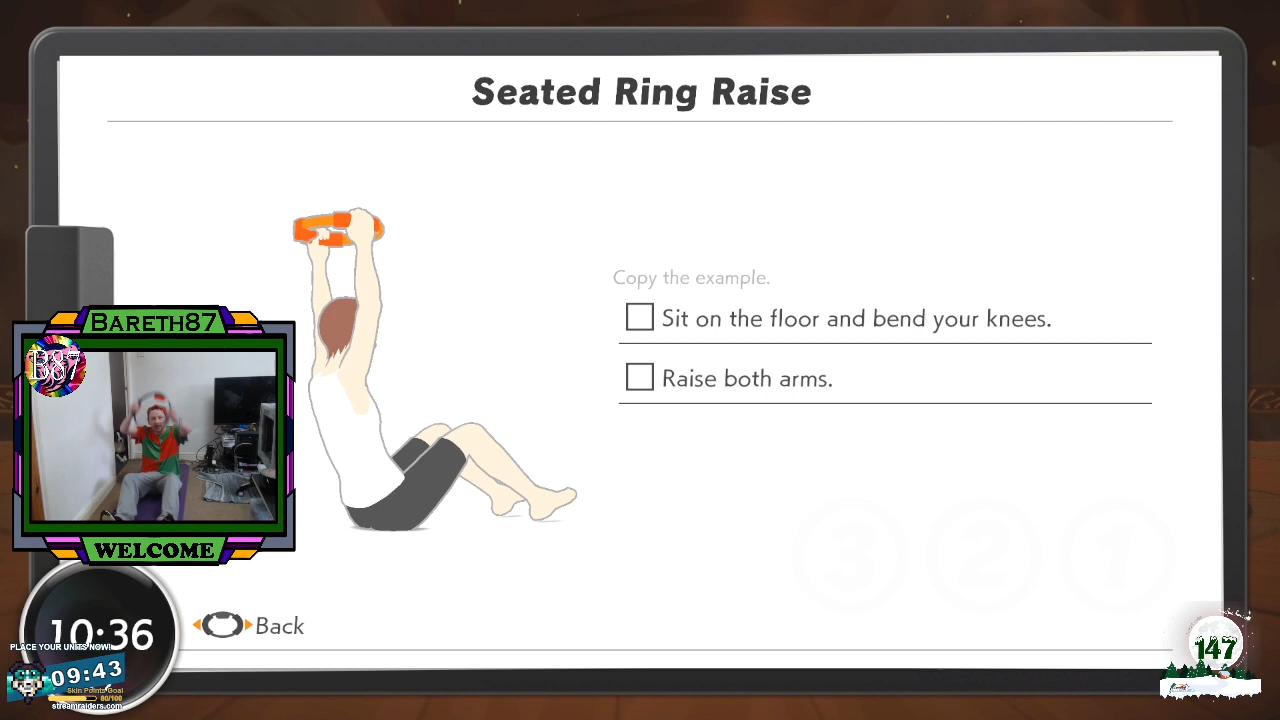 Seated Ring Raise
Copy the example.
Sit on the floor and bend your knees.
Raise both arms.
3 2 1
BARETH87
B87
WELCOME
10:36
Back
PLACE YOUR UNITS NOW!
09:43
Skin Points Goal
80/100
streamraiders.com
147